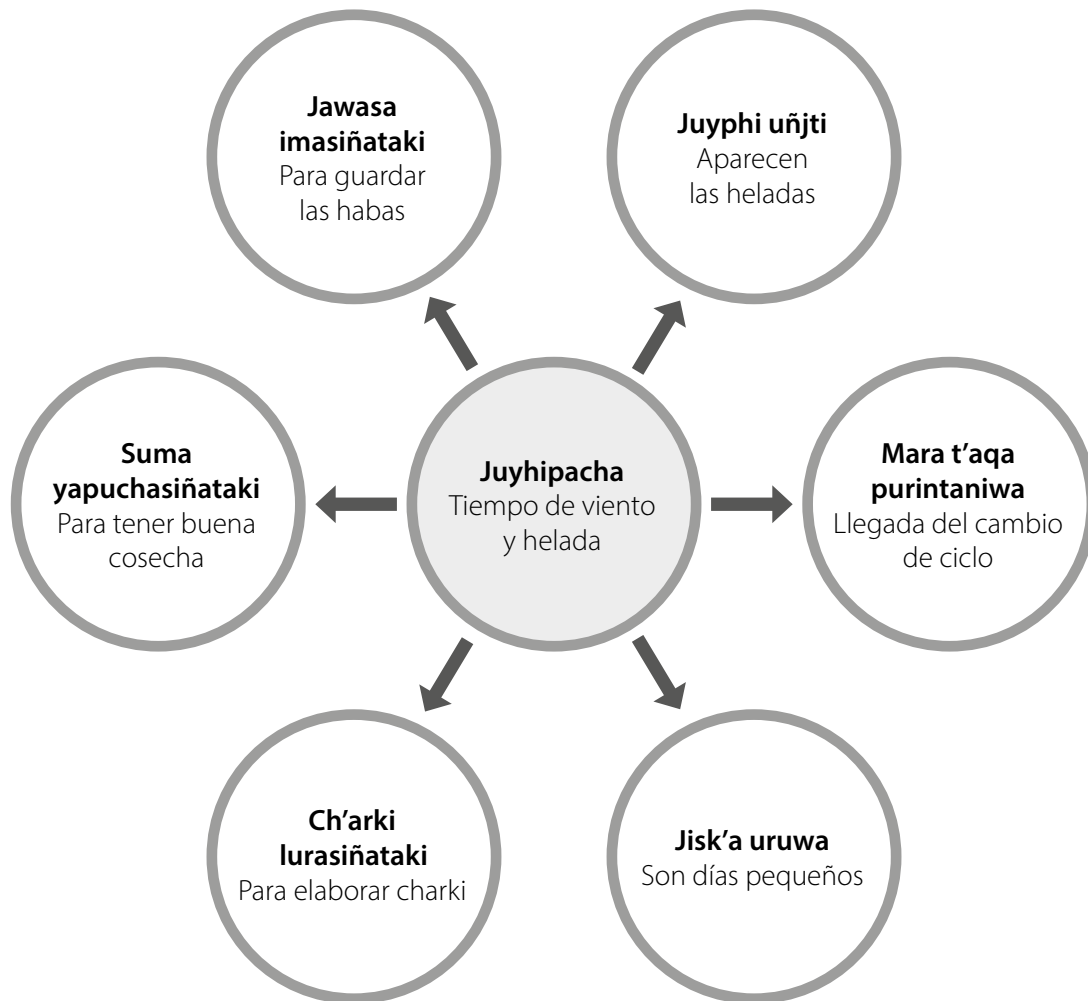 Jawasa
imasiñataki
Para guardar
las habas
Juyphi uñjti
Aparecen
las heladas
Suma
yapuchasiñataki
Para tener buena
cosecha
Juyhipacha
Tiempo de viento
y helada
Mara t’aqa
purintaniwa
Llegada del cambio
de ciclo
Ch’arki
lurasiñataki
Para elaborar charki
Jisk’a uruwa
Son días pequeños